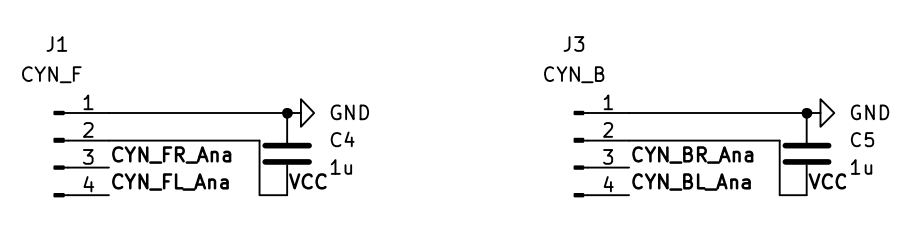 J1
CYN_F
1
GND
2
C4
3
CYN_FR_Ana
1u
4
CYN_FL_Ana
VCC
J3
CYN_B
1
GND
2
C5
3
CYN_BR_Ana
1u
4
CYN_BL_Ana
VCC